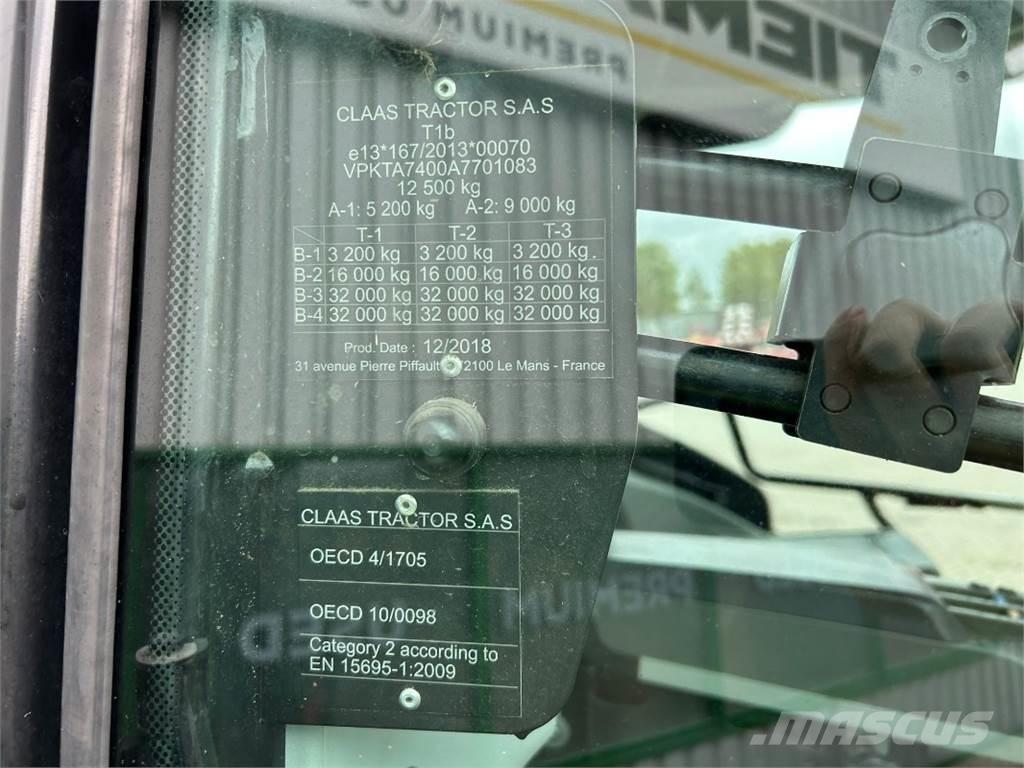 PREMIUM
CLAAS TRACTOR S.A.S
T1b
e13*167/2013*00070
VPKTA7400A7701083
12 500 kg
A-1: 5 200 kg A-2: 9 000 kg
T-1 T-2 T-3
B-1 3 200 kg 3 200 kg 3 200 kg
B-2 16 000 kg 16 000 kg 16 000 kg
B-3 32 000 kg 32 000 kg 32 000 kg
B-4 32 000 kg 32 000 kg 32 000 kg
Prod. Date : 12/2018
31 avenue Pierre Piffault 2100 Le Mans - France
CLAAS TRACTOR S.A.S
OECD 4/1705
OECD 10/0098
Category 2 according to
EN 15695-1:2009
USED PREMIUM
MASCUS